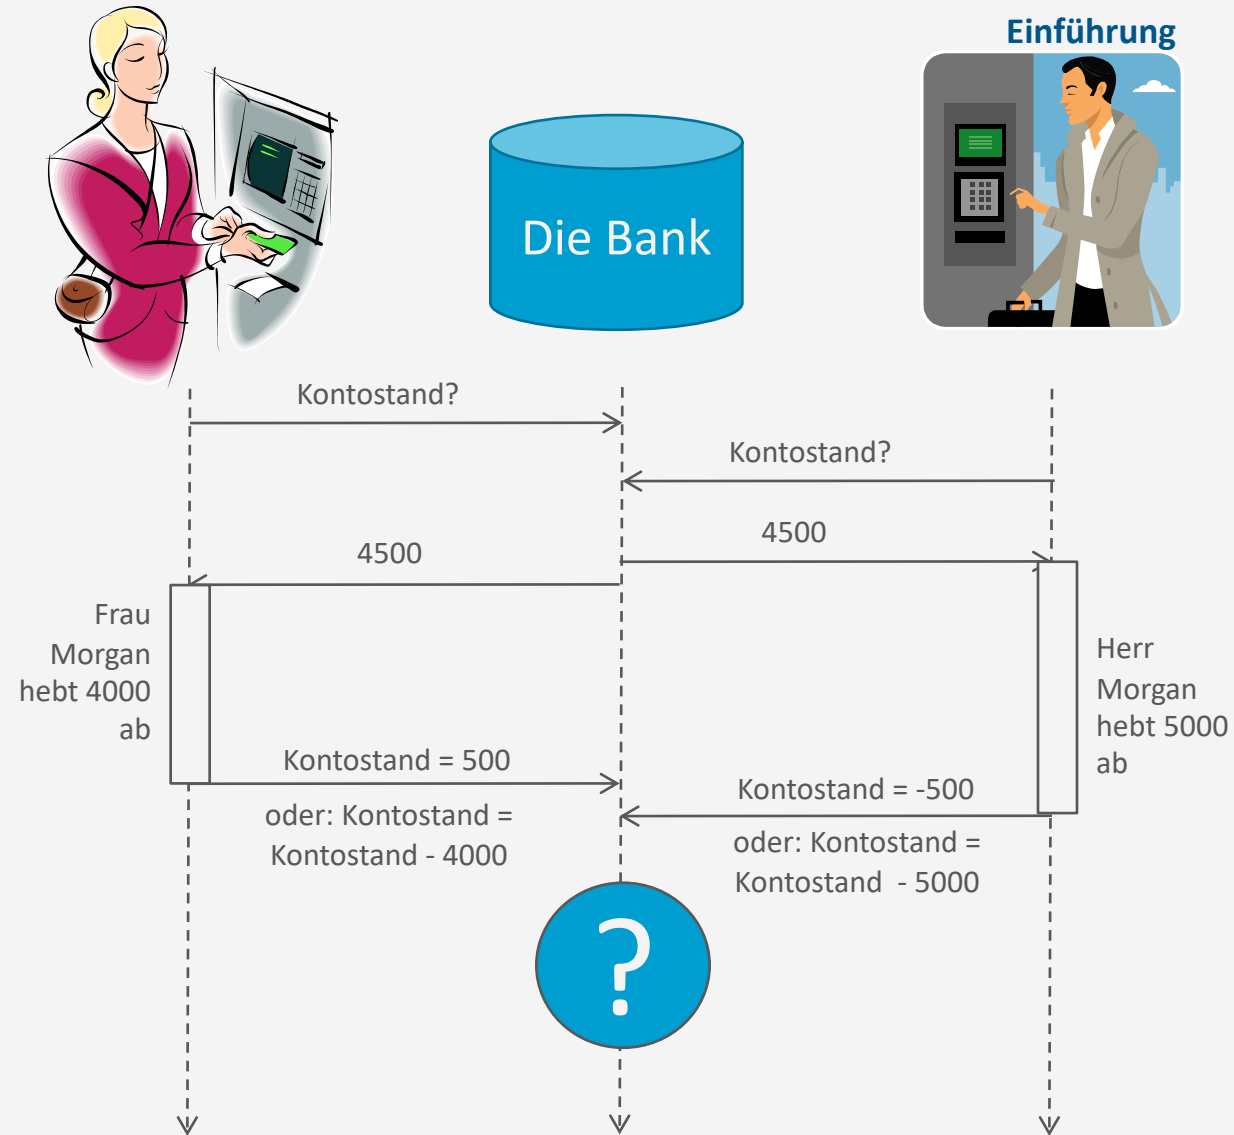 Einführung
Die Bank
Kontostand?
Kontostand?
4500
4500
Frau
Morgan
hebt 4000
ab
Herr
Morgan
hebt 5000
ab
Kontostand = 500
oder: Kontostand =
Kontostand - 4000
Kontostand = -500
oder: Kontostand =
Kontostand - 5000
?